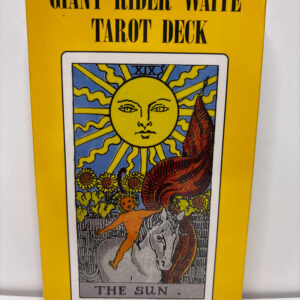 GIANT RIDER WAITE
TAROT DECK
XIX
THE SUN.